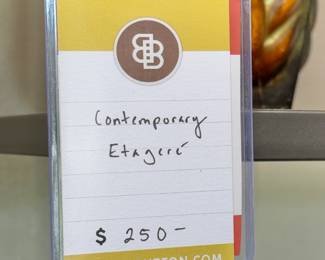 BB
Contemporary
Etageré
$ 250-